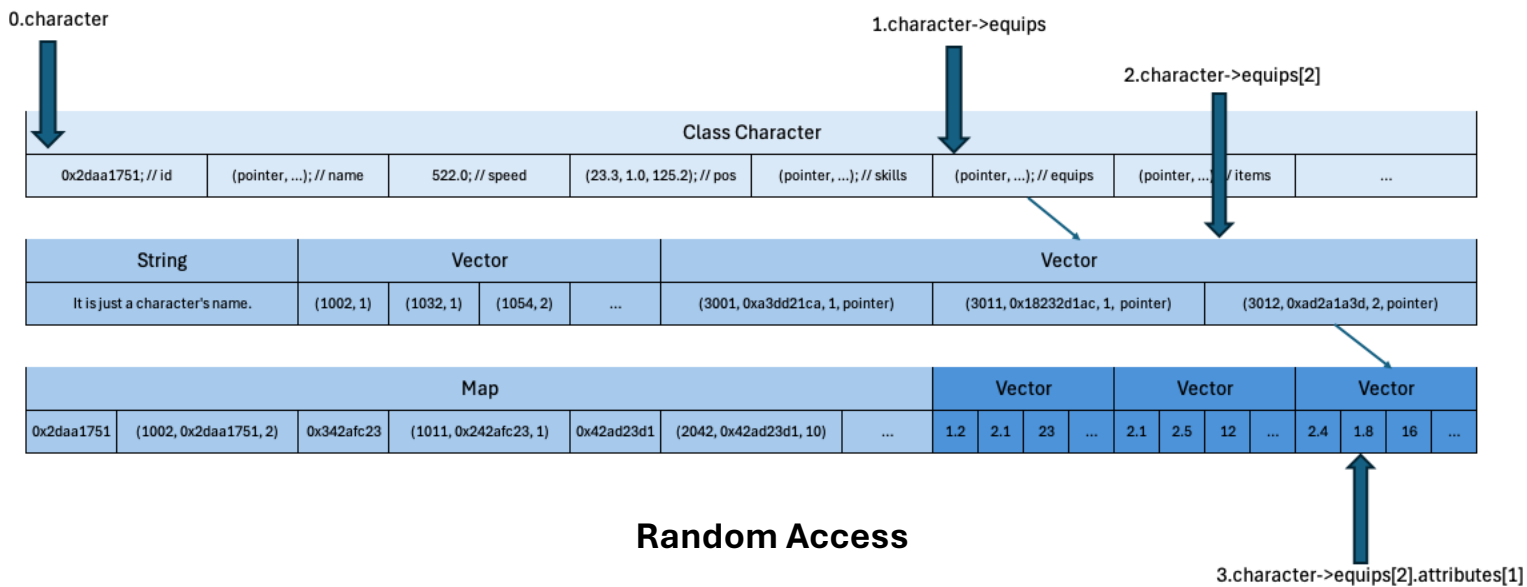 0.character
1.character->equips
2.character->equips[2]
Class Character
0x2daa1751; // id
(pointer, ...); // name
522.0; // speed
(23.3, 1.0, 125.2); // pos
(pointer, ...); // skills
(pointer, ...); // equips
(pointer, ...) / items
...
String
Vector
Vector
It is just a character's name.
(1002, 1)
(1032, 1)
(1054, 2)
...
(3001, 0xa3dd21ca, 1, pointer)
(3011, 0x18232d1ac, 1, pointer)
(3012, 0xad2a1a3d, 2, pointer)
Map
Vector
Vector
Vector
0x2daa1751
(1002, 0x2daa1751, 2)
0x342afc23
(1011, 0x242afc23, 1)
0x42ad23d1
(2042, 0x42ad23d1, 10)
...
1.2
2.1
23
...
2.1
2.5
12
...
2.4
1.8
16
...
Random Access
3.character->equips[2].attributes[1]